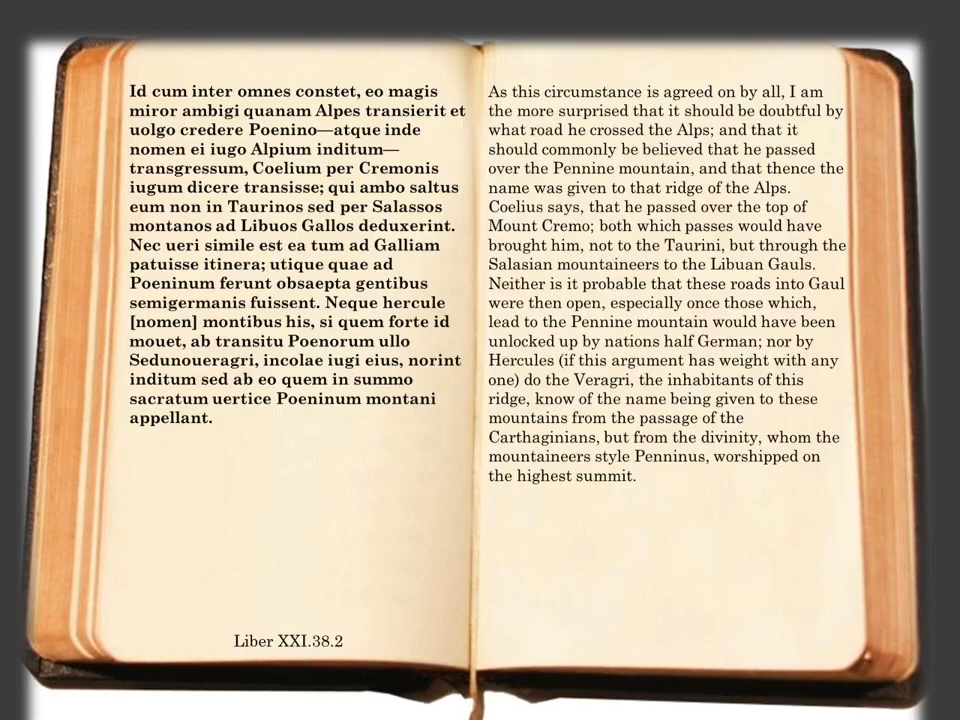 Id cum inter omnes constet, eo magis
miror ambigi quanam Alpes transierit et
uolgo credere Poenino—atque inde
nomen ei iugo Alpium inditum—
transgressum, Coelium per Cremonis
iugum dicere transisse; qui ambo saltus
eum non in Taurinos sed per Salassos
montanos ad Libuos Gallos deduxerint.
Nec ueri simile est ea tum ad Galliam
patuisse itinera; utique quae ad
Poeninum ferunt obsaepta gentibus
semigermanis fuissent. Neque hercule
[nomen] montibus his, si quem forte id
mouet, ab transitu Poenorum ullo
Sedunoueragri, incolae iugi eius, norint
inditum sed ab eo quem in summo
sacratum uertice Poeninum montani
appellant.
Liber XXI.38.2
As this circumstance is agreed on by all, I am
the more surprised that it should be doubtful by
what road he crossed the Alps; and that it
should commonly be believed that he passed
over the Pennine mountain, and that thence the
name was given to that ridge of the Alps.
Coelius says, that he passed over the top of
Mount Cremo; both which passes would have
brought him, not to the Taurini, but through the
Salasian mountaineers to the Libuan Gauls.
Neither is it probable that these roads into Gaul
were then open, especially once those which,
lead to the Pennine mountain would have been
unlocked up by nations half German; nor by
Hercules (if this argument has weight with any
one) do the Veragri, the inhabitants of this
ridge, know of the name being given to these
mountains from the passage of the
Carthaginians, but from the divinity, whom the
mountaineers style Penninus, worshipped on
the highest summit.